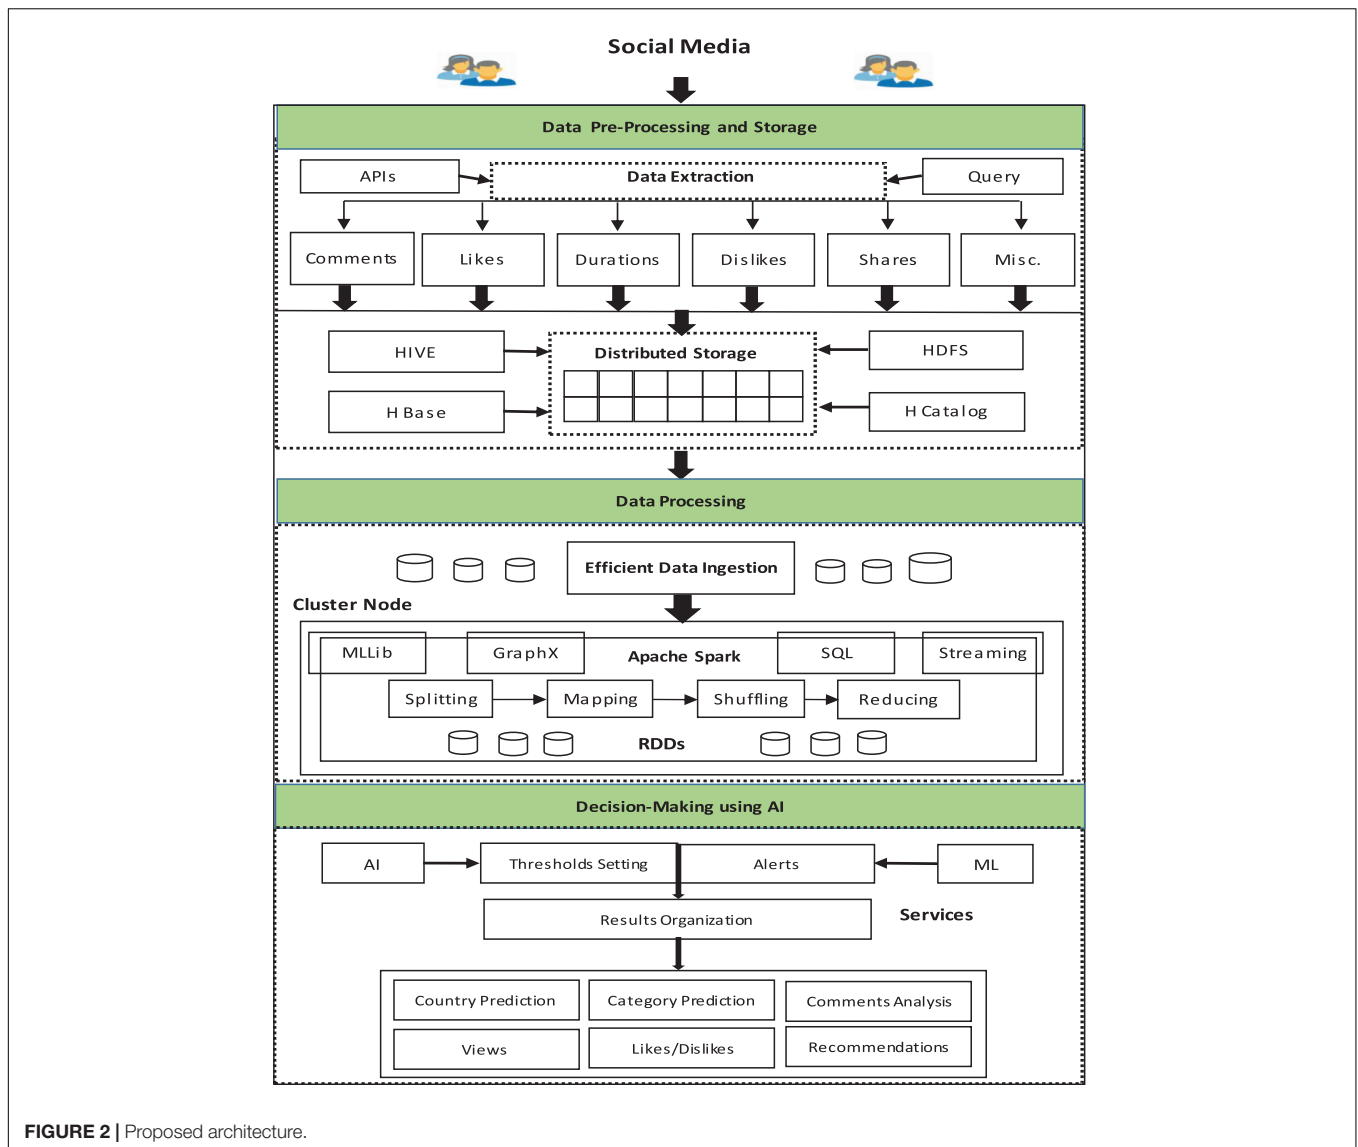 Social Media
Data Pre-Processing and Storage
APIs
Data Extraction
Query
Comments
Likes
Durations
Dislikes
Shares
Misc.
HIVE
Distributed Storage
HDFS
H Base
H Catalog
Data Processing
Efficient Data Ingestion
Cluster Node
MLLib
GraphX
Apache Spark
SQL
Streaming
Splitting
Mapping
Shuffling
Reducing
RDDs
Decision-Making using AI
AI
Thresholds Setting
Alerts
ML
Results Organization
Services
Country Prediction
Category Prediction
Comments Analysis
Views
Likes/Dislikes
Recommendations
FIGURE 2 | Proposed architecture.